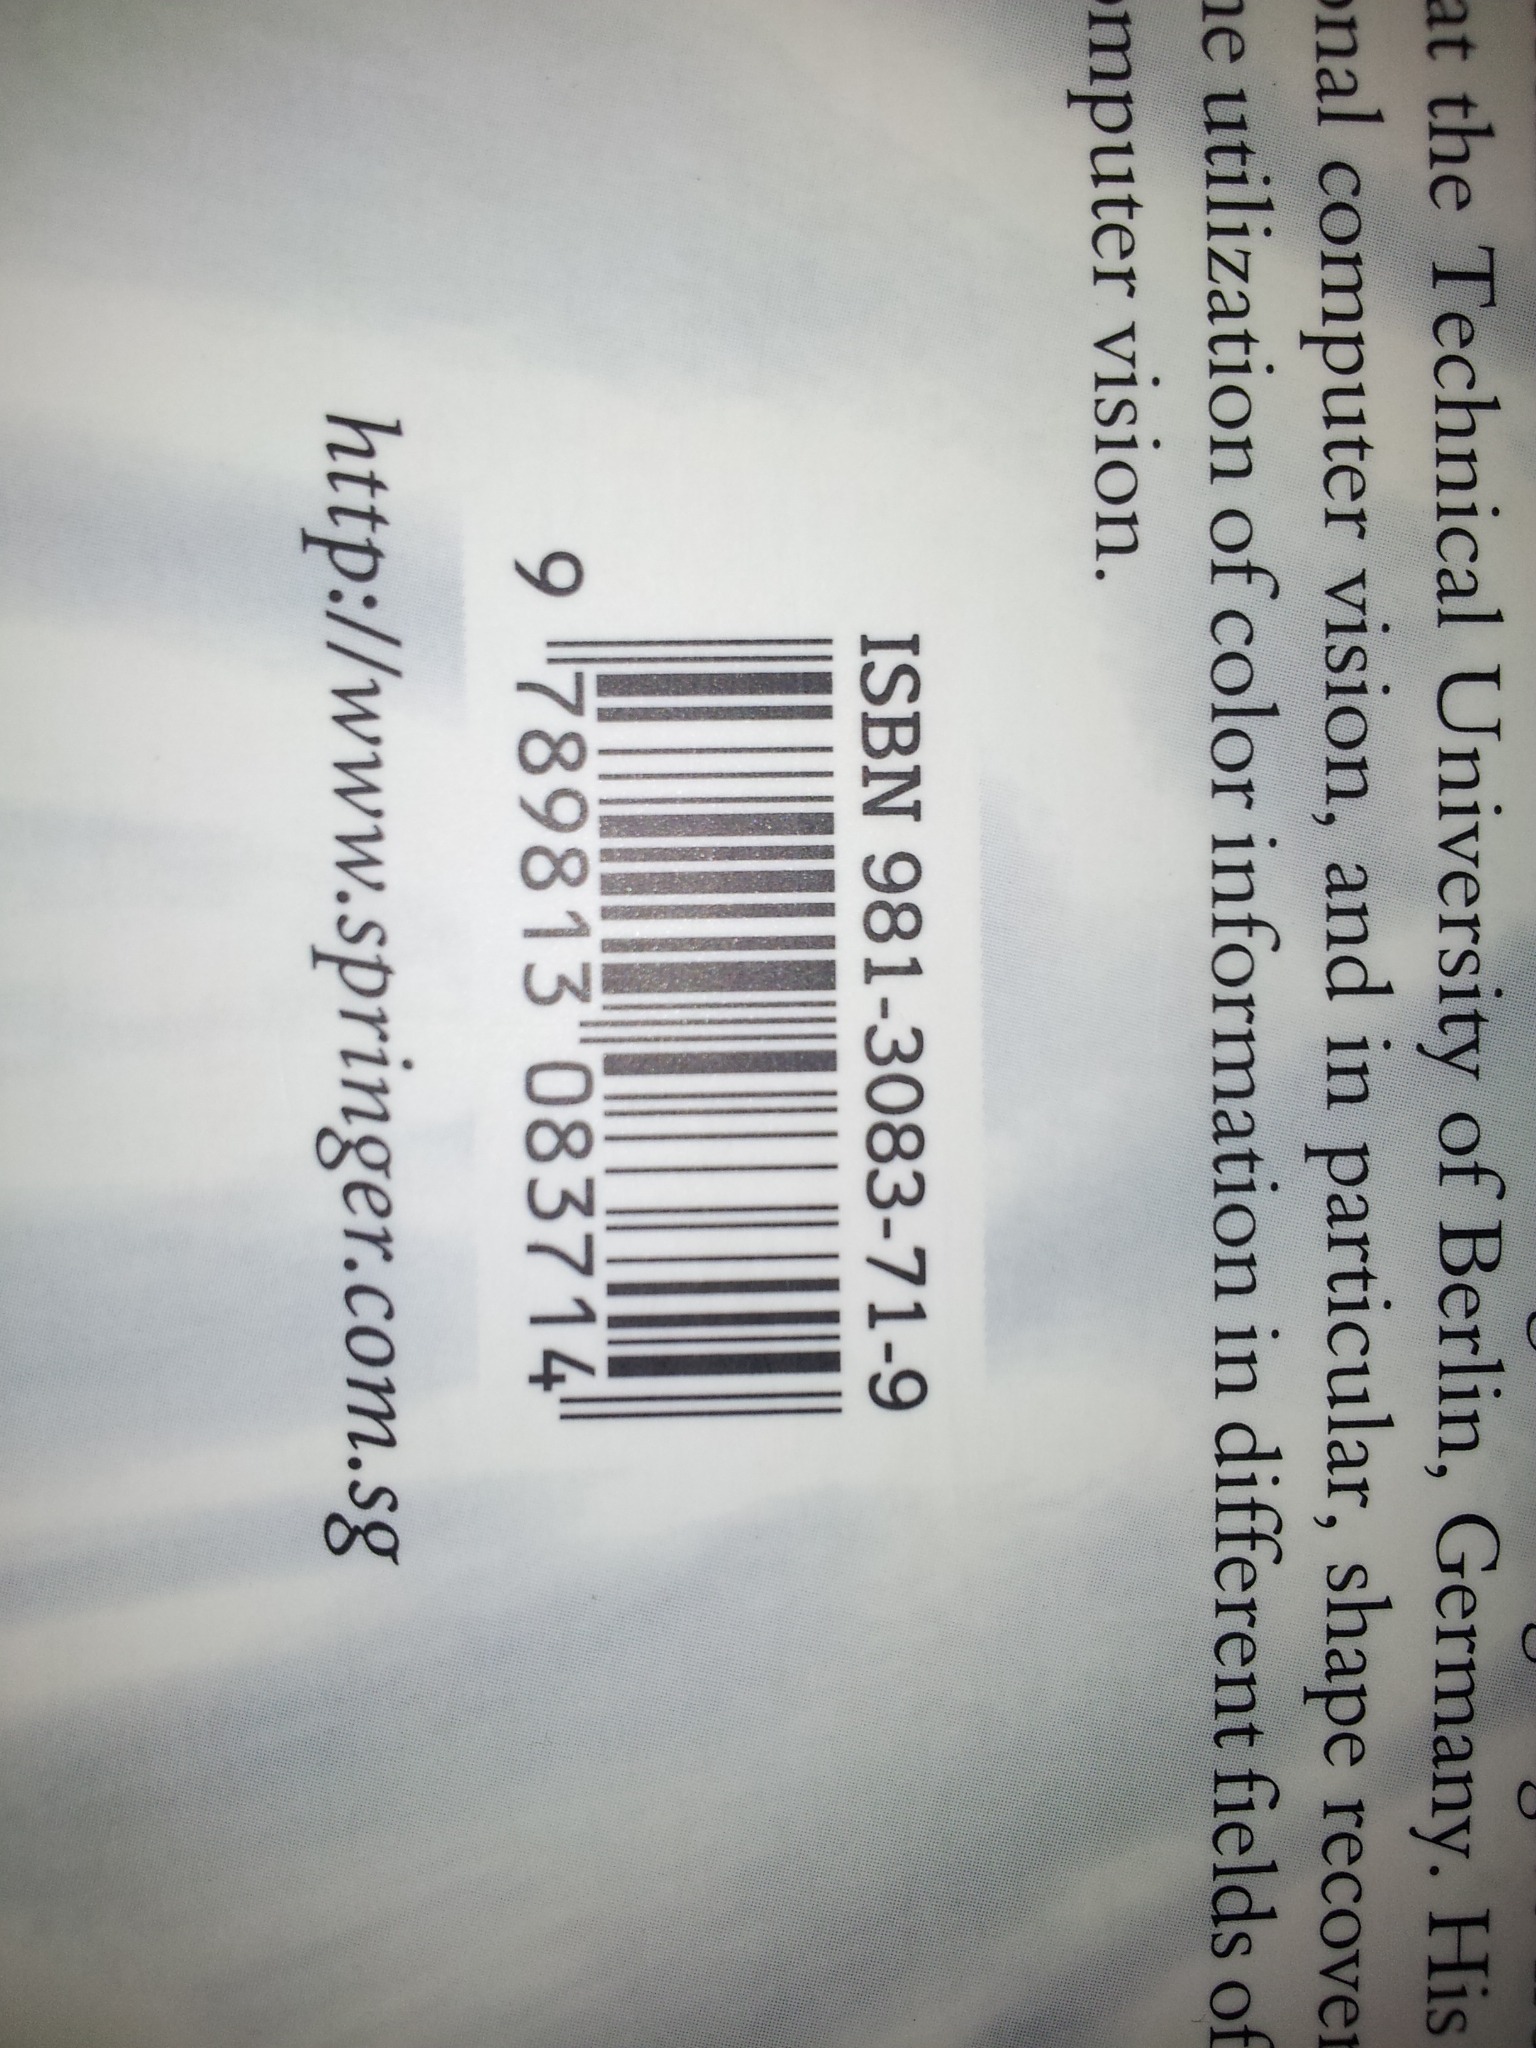 at the Technical University of Berlin, Germany. His
onal computer vision, and in particular, shape recover
he utilization of color information in different fields of
omputer vision.
ISBN 981-3083-71-9
9 789813 083714
http://www.springer.com.sg